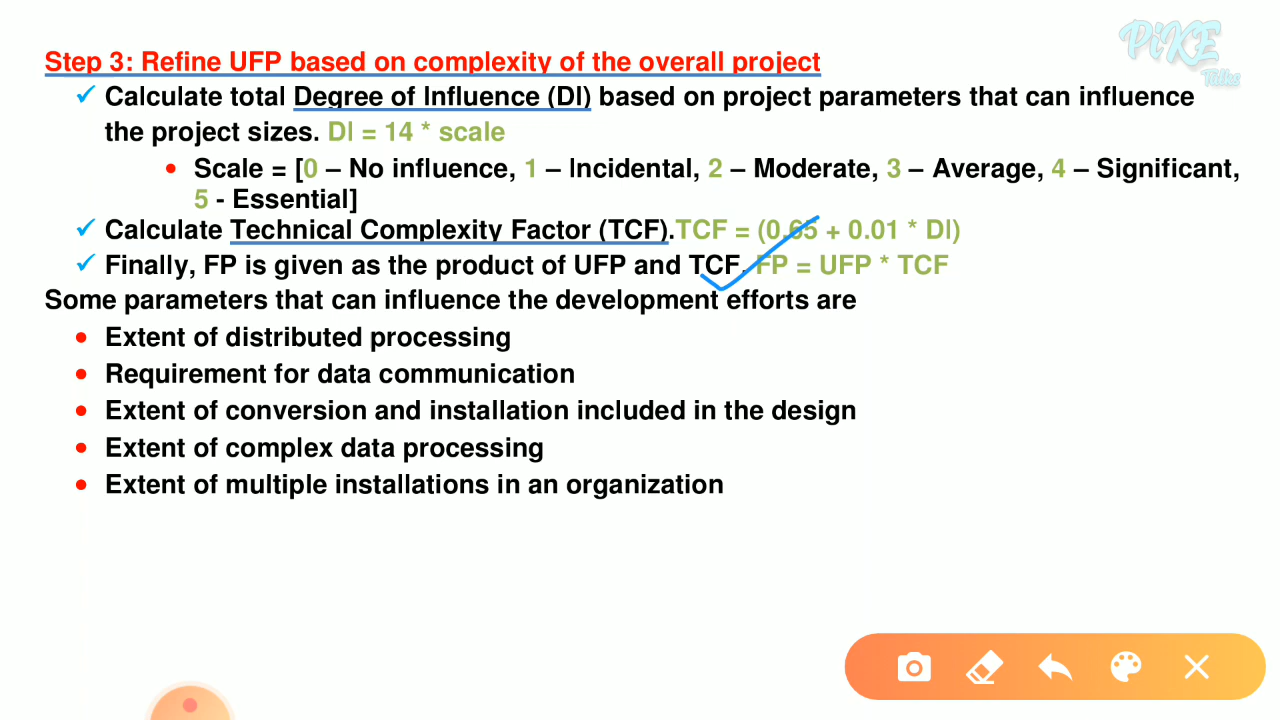 PiKE
Talks
Step 3: Refine UFP based on complexity of the overall project
Calculate total Degree of Influence (DI) based on project parameters that can influence
the project sizes. DI = 14 * scale
Scale = [0 – No influence, 1 – Incidental, 2 – Moderate, 3 – Average, 4 – Significant,
5 - Essential]
Calculate Technical Complexity Factor (TCF).TCF = (0.65 + 0.01 * DI)
Finally, FP is given as the product of UFP and TCF. FP = UFP * TCF
Some parameters that can influence the development efforts are
Extent of distributed processing
Requirement for data communication
Extent of conversion and installation included in the design
Extent of complex data processing
Extent of multiple installations in an organization